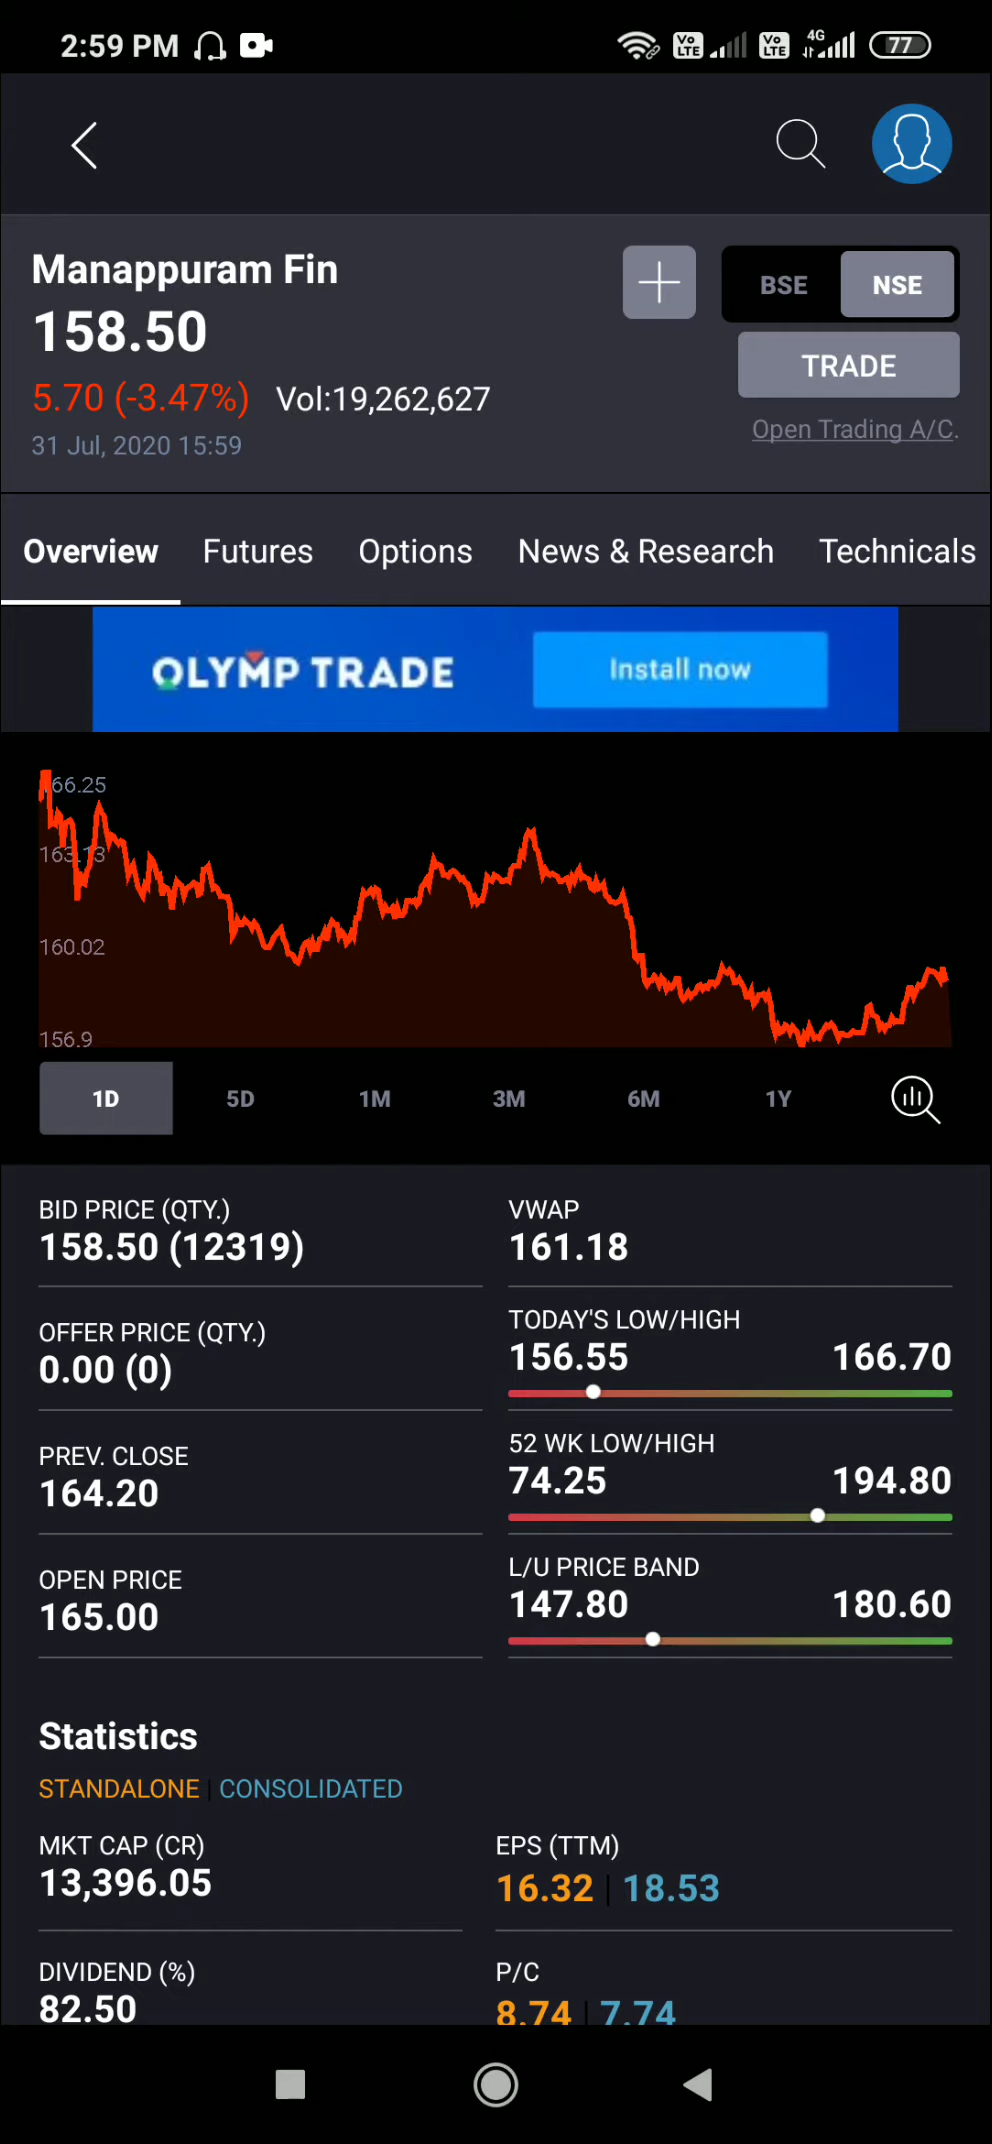 2:59 PM Vo LTE Vo LTE 4G 77
Manappuram Fin
158.50
5.70 (-3.47%) Vol:19,262,627
31 Jul, 2020 15:59
BSE NSE
TRADE
Open Trading A/C.
Overview Futures Options News & Research Technicals
OLYMP TRADE Install now
166.25
163.13
160.02
156.9
1D 5D 1M 3M 6M 1Y
BID PRICE (QTY.)
158.50 (12319)
VWAP
161.18
OFFER PRICE (QTY.)
0.00 (0)
TODAY'S LOW/HIGH
156.55 166.70
PREV. CLOSE
164.20
52 WK LOW/HIGH
74.25 194.80
OPEN PRICE
165.00
L/U PRICE BAND
147.80 180.60
Statistics
STANDALONE | CONSOLIDATED
MKT CAP (CR)
13,396.05
EPS (TTM)
16.32 | 18.53
DIVIDEND (%)
82.50
P/C
8.74 | 7.74